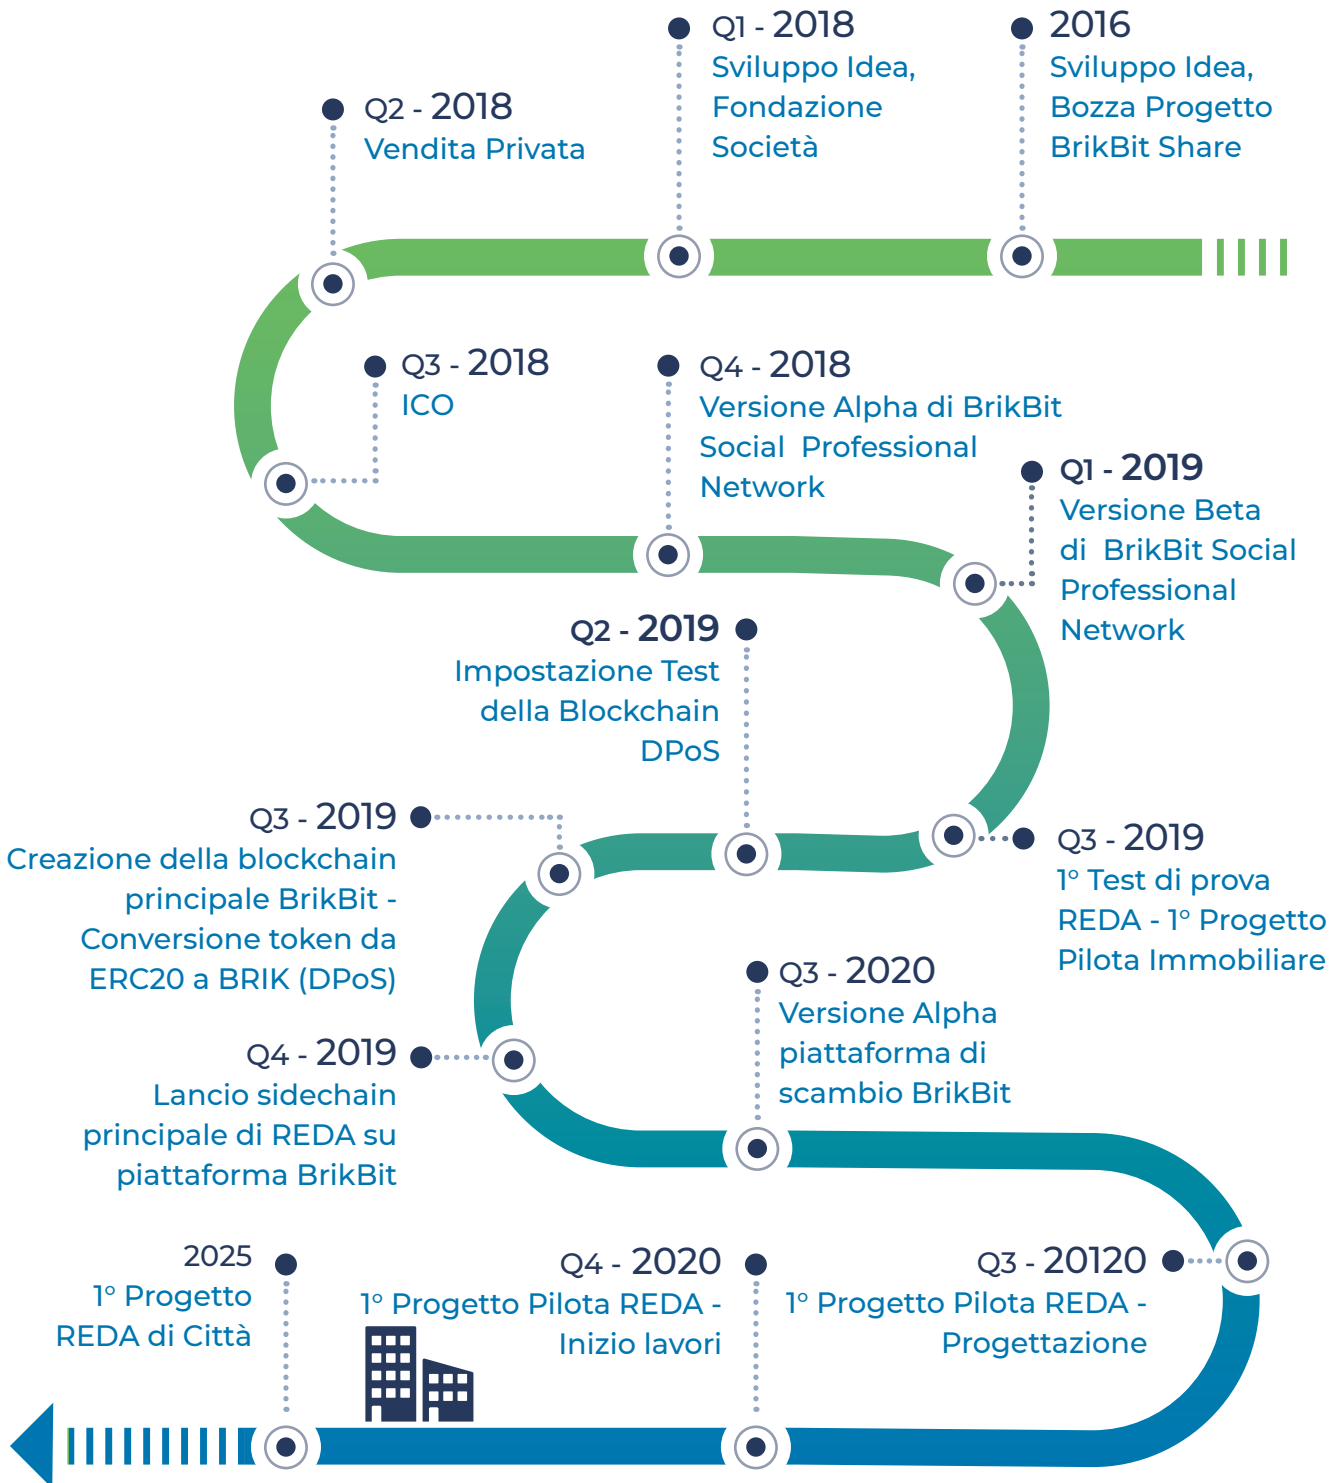 2016
Sviluppo Idea,
Bozza Progetto
BrikBit Share
Q1 - 2018
Sviluppo Idea,
Fondazione
Società
Q2 - 2018
Vendita Privata
Q3 - 2018
ICO
Q4 - 2018
Versione Alpha di BrikBit
Social Professional
Network
Q1 - 2019
Versione Beta
di BrikBit Social
Professional
Network
Q3 - 2019
1° Test di prova
REDA - 1° Progetto
Pilota Immobiliare
Q2 - 2019
Impostazione Test
della Blockchain
DPoS
Q3 - 2019
Creazione della blockchain
principale BrikBit -
Conversione token da
ERC20 a BRIK (DPoS)
Q4 - 2019
Lancio sidechain
principale di REDA su
piattaforma BrikBit
Q3 - 2020
Versione Alpha
piattaforma di
scambio BrikBit
Q3 - 20120
1° Progetto Pilota REDA -
Progettazione
Q4 - 2020
1° Progetto Pilota REDA -
Inizio lavori
2025
1° Progetto
REDA di Città